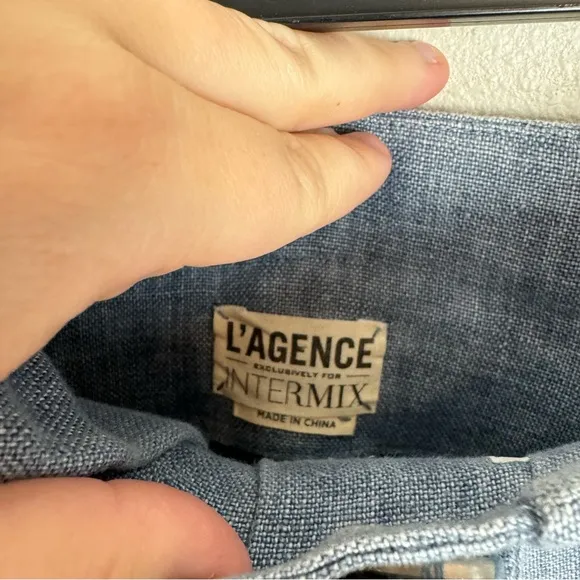 L'AGENCE
EXCLUSIVELY FOR
INTERMIX
MADE IN CHINA